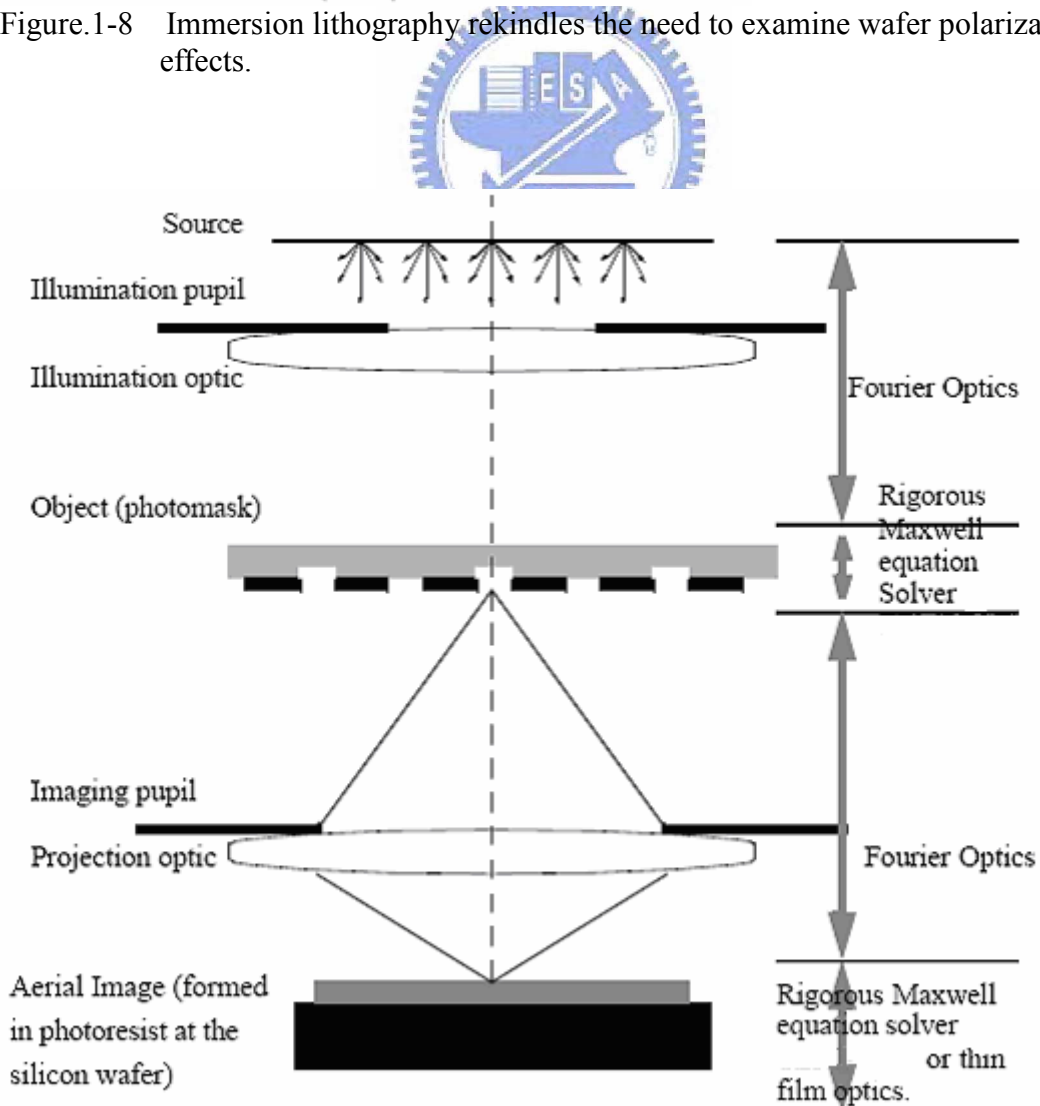 Figure.1-8 Immersion lithography rekindles the need to examine wafer polariza
effects.
E S A
Source
Illumination pupil
Illumination optic
Fourier Optics
Object (photomask)
Rigorous
Maxwell
equation
Solver
Imaging pupil
Projection optic
Fourier Optics
Aerial Image (formed
in photoresist at the
silicon wafer)
Rigorous Maxwell
equation solver
or thin
film optics.